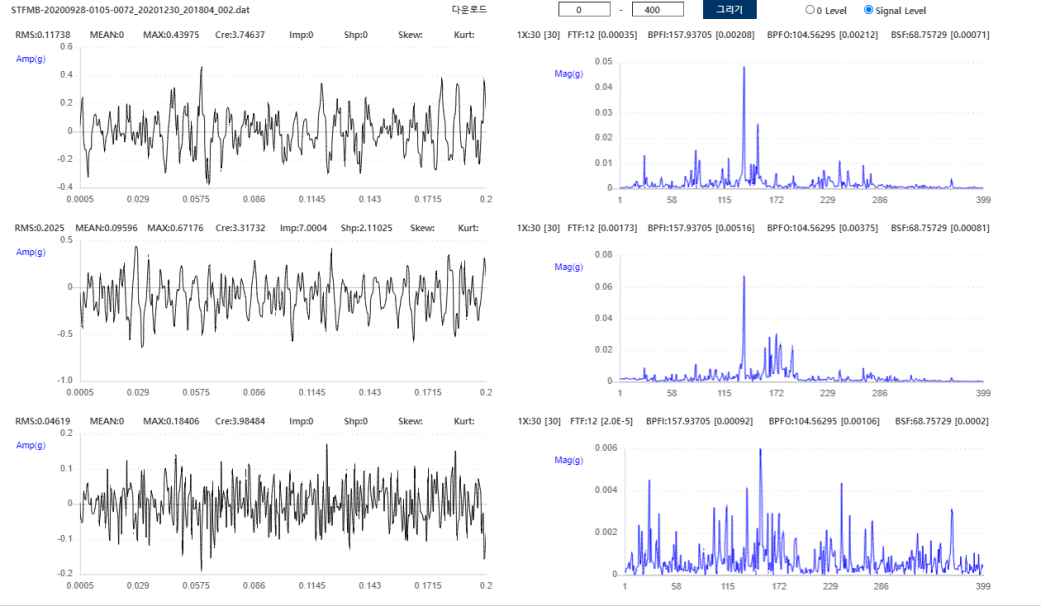 STFMB-20200928-0105-0072_20201230_201804_002.dat 다운로드 0 - 400 그리기 0 Level Signal Level
RMS:0.11738 MEAN:0 MAX:0.43975 Cre:3.74637 Imp:0 Shp:0 Skew: Kurt:
Amp(g)
0.6
0.4
0.2
0
-0.2
-0.4
0.0005 0.029 0.0575 0.086 0.1145 0.143 0.1715 0.2
1X:30 [30] FTF:12 [0.00035] BPFI:157.93705 [0.00208] BPFO:104.56295 [0.00212] BSF:68.75729 [0.00071]
Mag(g)
0.05
0.04
0.03
0.02
0.01
0
1 58 115 172 229 286 399
RMS:0.2025 MEAN:0.09596 MAX:0.67176 Cre:3.31732 Imp:7.0004 Shp:2.11025 Skew: Kurt:
Amp(g)
0.5
0
-0.5
-1.0
0.0005 0.029 0.0575 0.086 0.1145 0.143 0.1715 0.2
1X:30 [30] FTF:12 [0.00173] BPFI:157.93705 [0.00516] BPFO:104.56295 [0.00375] BSF:68.75729 [0.00081]
Mag(g)
0.08
0.06
0.04
0.02
0
1 58 115 172 229 286 399
RMS:0.04619 MEAN:0 MAX:0.18406 Cre:3.98484 Imp:0 Shp:0 Skew: Kurt:
Amp(g)
0.2
0.1
0
-0.1
-0.2
0.0005 0.029 0.0575 0.086 0.1145 0.143 0.1715 0.2
1X:30 [30] FTF:12 [2.0E-5] BPFI:157.93705 [0.00092] BPFO:104.56295 [0.00106] BSF:68.75729 [0.0002]
Mag(g)
0.006
0.004
0.002
0
1 58 115 172 229 286 399